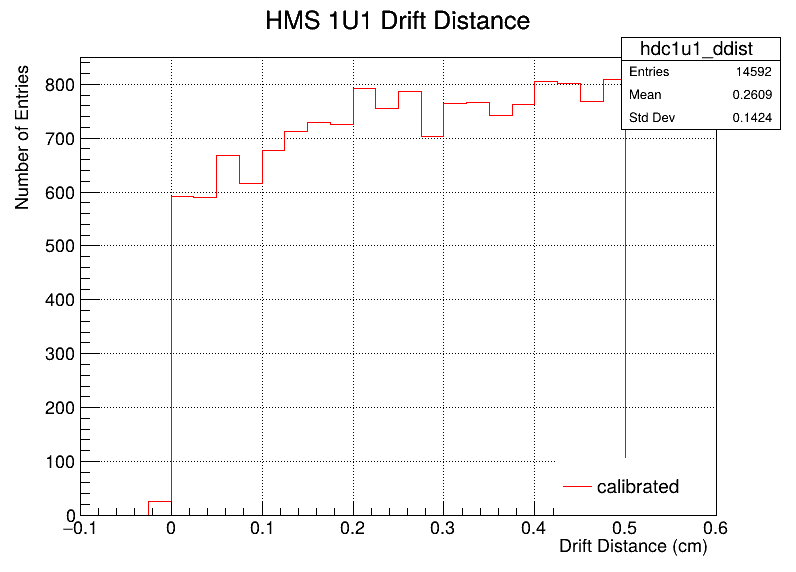 HMS 1U1 Drift Distance
hdc1u1_ddist
Entries 14592
Mean 0.2609
Std Dev 0.1424
Number of Entries
800
700
600
500
400
300
200
100
0
calibrated
−0.1 0 0.1 0.2 0.3 0.4 0.5 0.6
Drift Distance (cm)